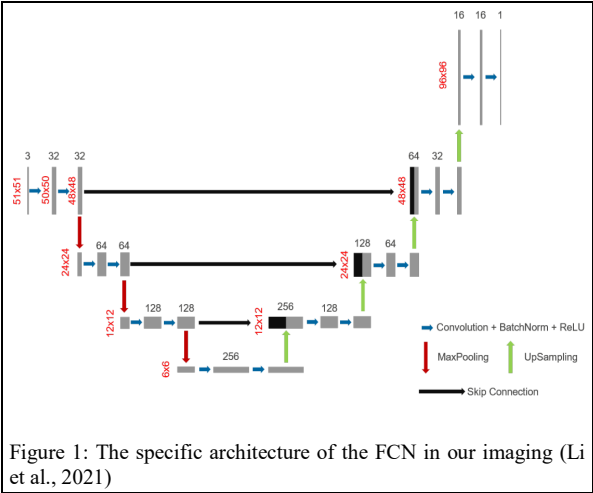 16 16 1
96x96
3 32 32
51x51
50x50
48x48
64 32
48x48
64 64
24x24
128 64
24x24
128 128
12x12
256 128
12x12
256
6x6
Convolution + BatchNorm + ReLU
MaxPooling
UpSampling
Skip Connection
Figure 1: The specific architecture of the FCN in our imaging (Li
et al., 2021)